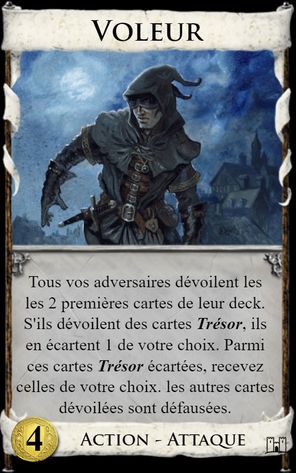 Voleur
Tous vos adversaires dévoilent les
les 2 premières cartes de leur deck.
S'ils dévoilent des cartes Trésor, ils
en écartent 1 de votre choix. Parmi
ces cartes Trésor écartées, recevez
celles de votre choix. les autres cartes
dévoilées sont défausées.
4 Action - Attaque